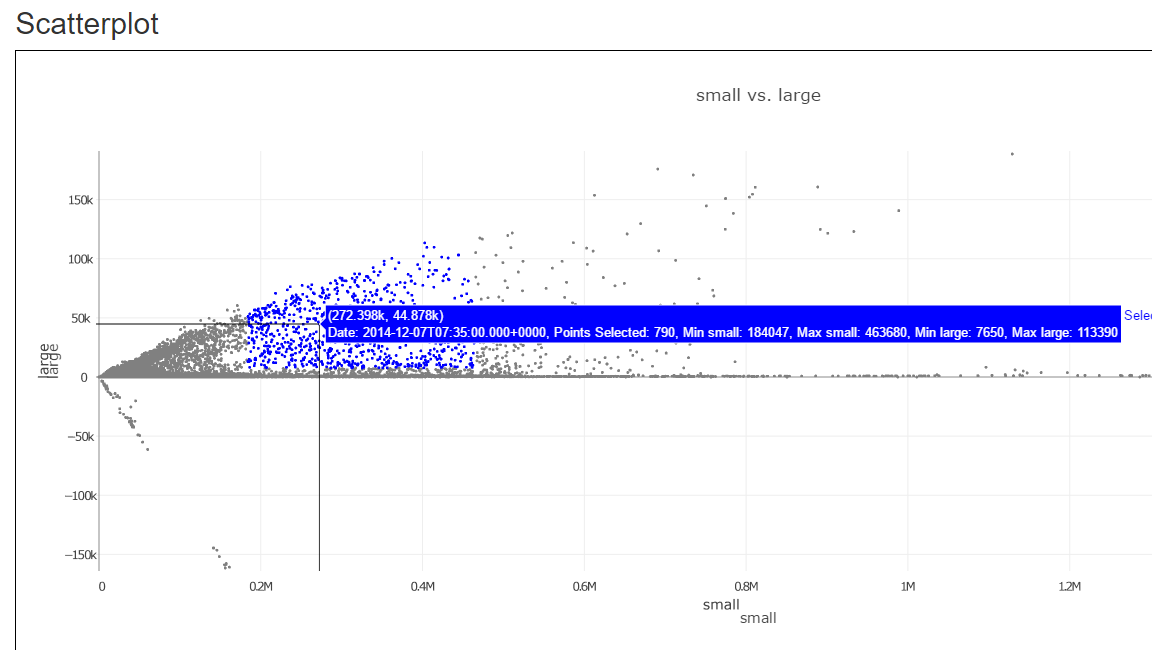 Scatterplot
small vs. large
150k
100k
50k
0
−50k
−100k
−150k
large
large
(272.398k, 44.878k)
Date: 2014-12-07T07:35:00.000+0000, Points Selected: 790, Min small: 184047, Max small: 463680, Min large: 7650, Max large: 113390
Selec
0
0.2M
0.4M
0.6M
0.8M
1M
1.2M
small
small